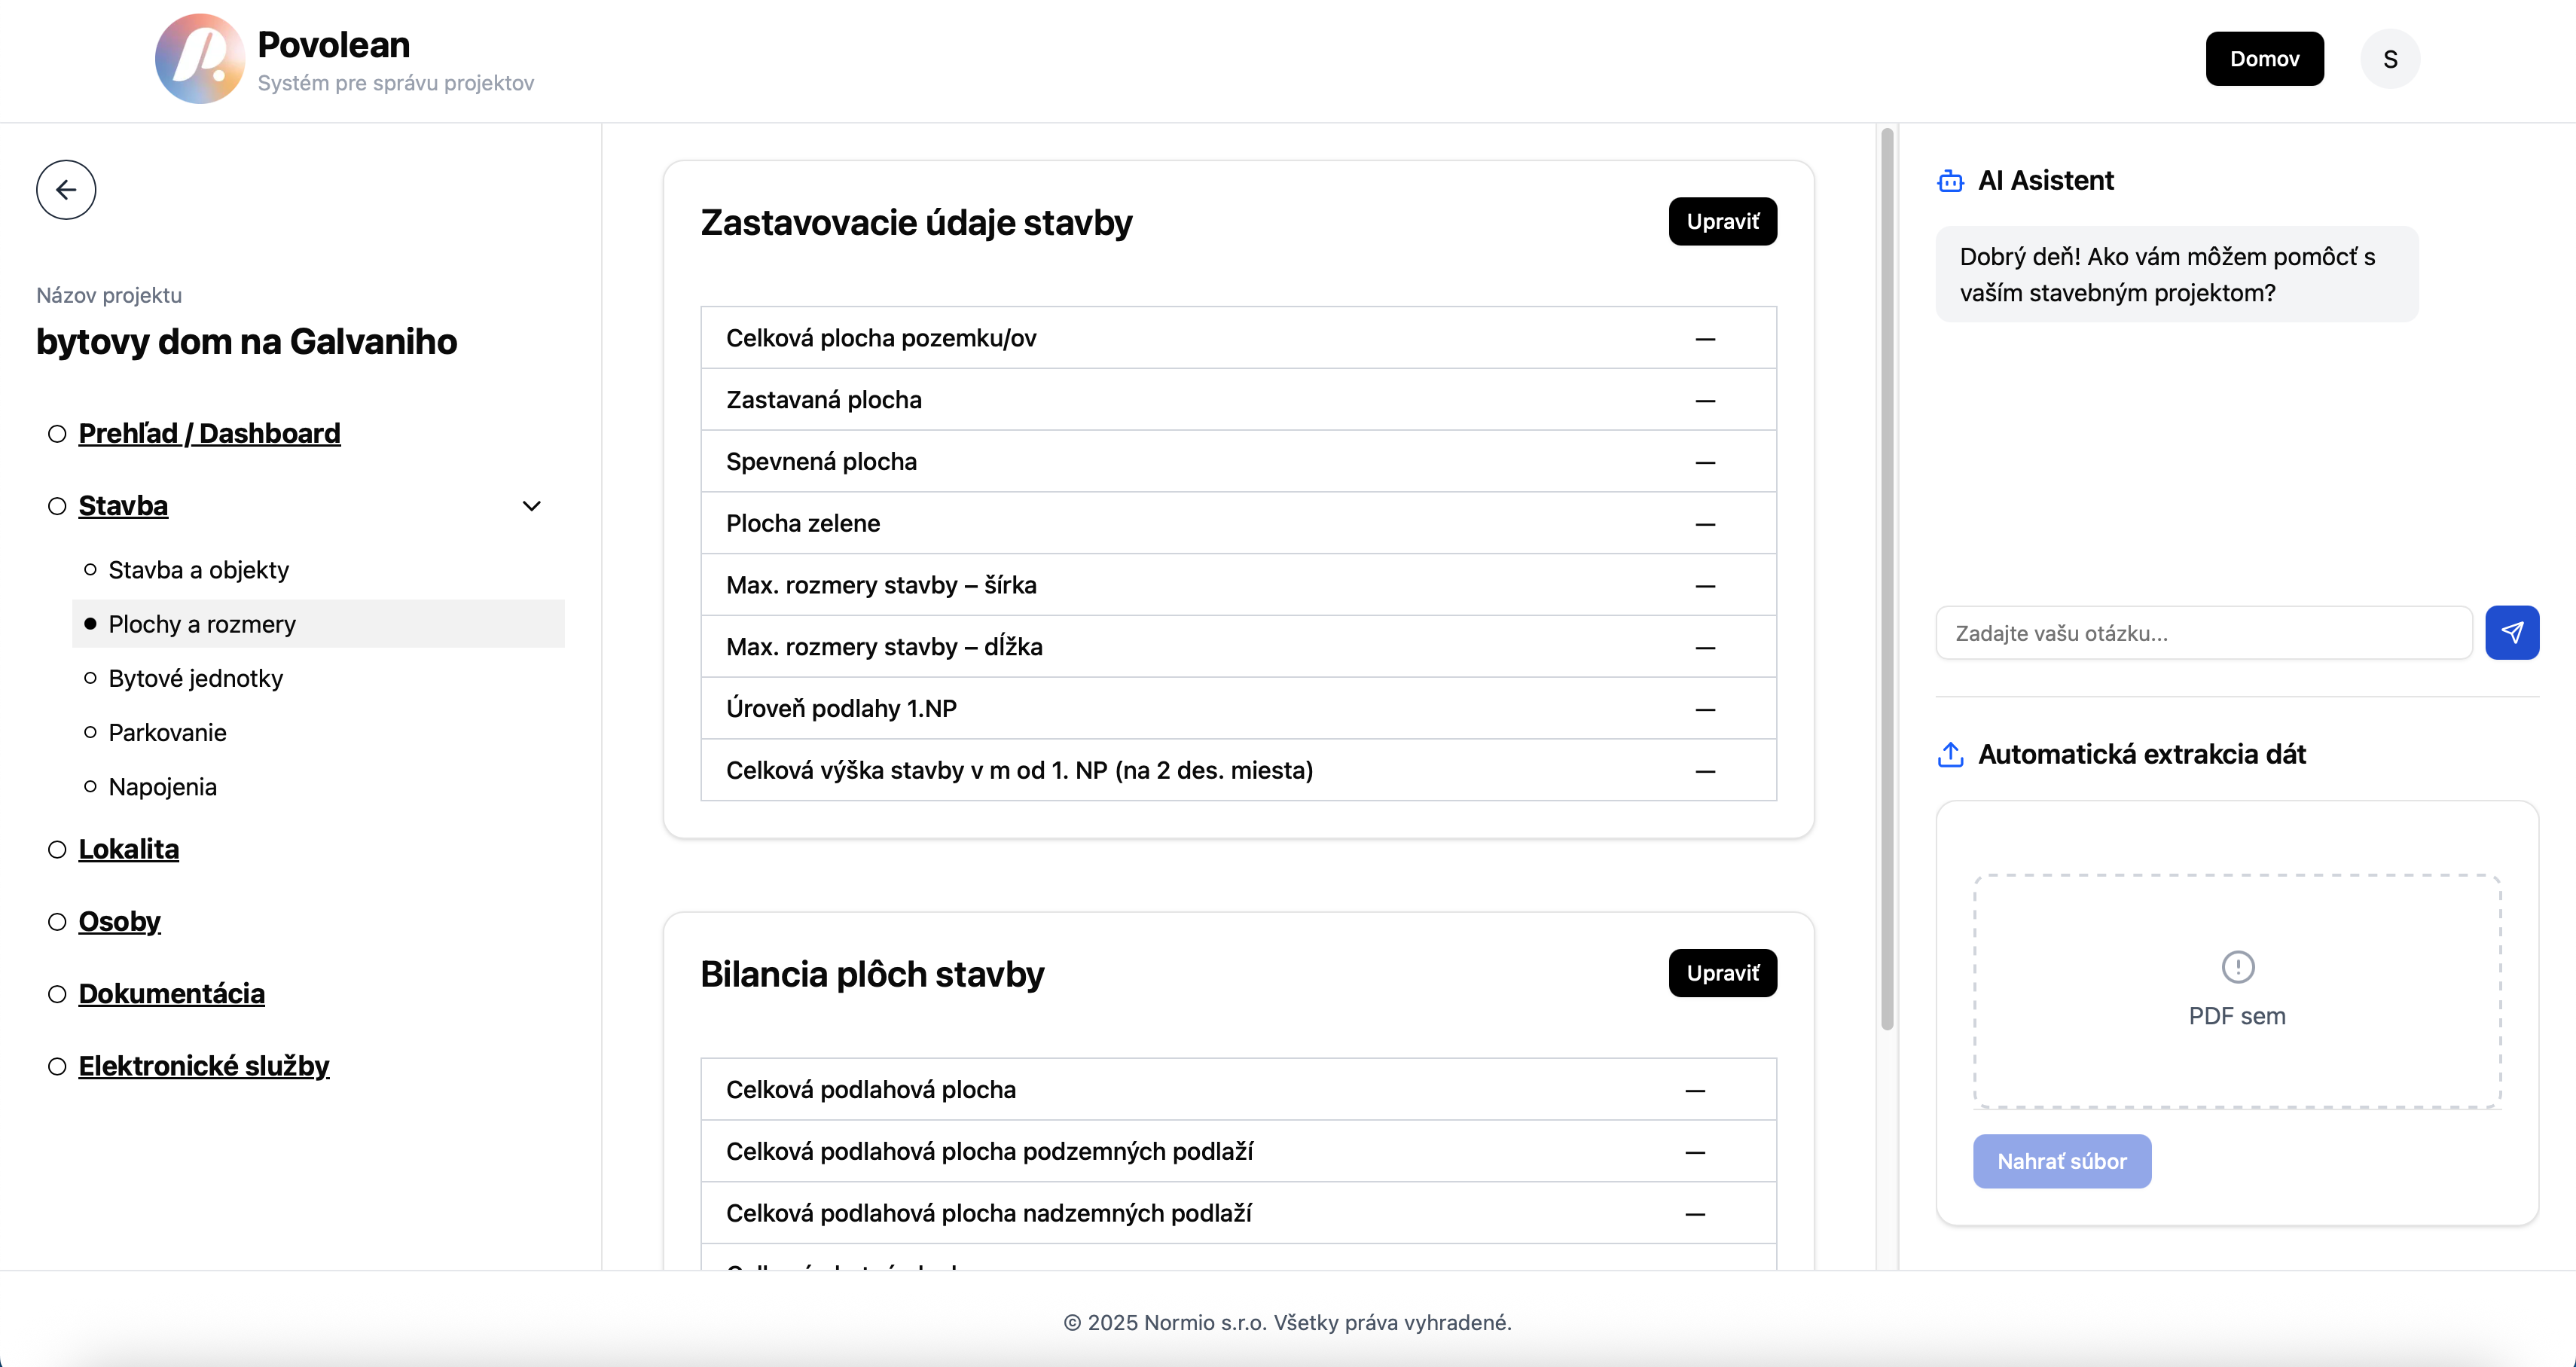 Povolean
Systém pre správu projektov
Domov
S
Názov projektu
bytovy dom na Galvaniho
Prehľad / Dashboard
Stavba
Stavba a objekty
Plochy a rozmery
Bytové jednotky
Parkovanie
Napojenia
Lokalita
Osoby
Dokumentácia
Elektronické služby
Zastavovacie údaje stavby
Upraviť
Celková plocha pozemku/ov —
Zastavaná plocha —
Spevnená plocha —
Plocha zelene —
Max. rozmery stavby – šírka —
Max. rozmery stavby – dĺžka —
Úroveň podlahy 1.NP —
Celková výška stavby v m od 1. NP (na 2 des. miesta) —
Bilancia plôch stavby
Upraviť
Celková podlahová plocha —
Celková podlahová plocha podzemných podlaží —
Celková podlahová plocha nadzemných podlaží —
AI Asistent
Dobrý deň! Ako vám môžem pomôcť s
vaším stavebným projektom?
Zadajte vašu otázku...
Automatická extrakcia dát
PDF sem
Nahrať súbor
© 2025 Normio s.r.o. Všetky práva vyhradené.